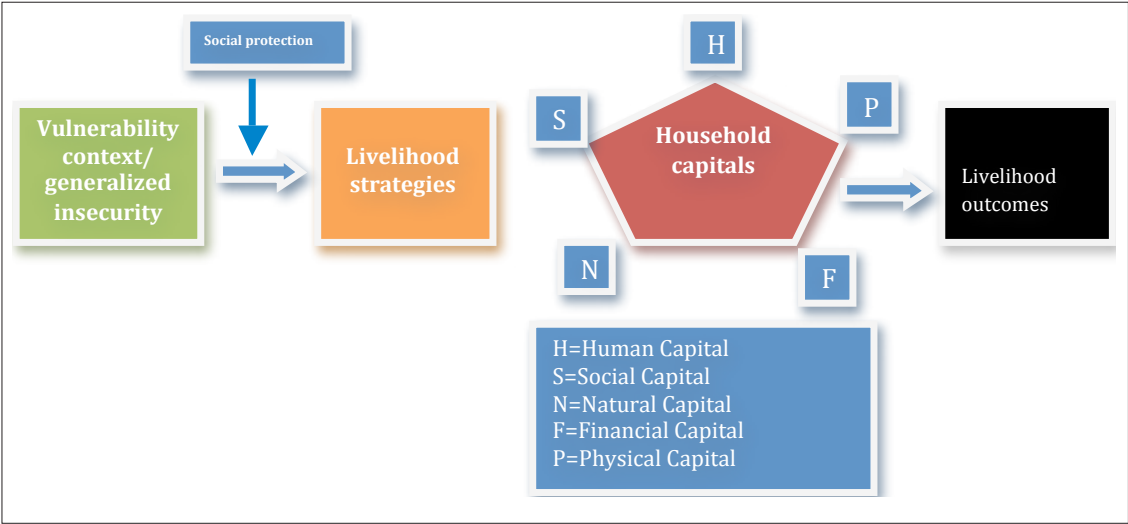 Social protection
Vulnerability
context/
generalized
insecurity
Livelihood
strategies
H
S
P
Household
capitals
N
F
Livelihood
outcomes
H=Human Capital
S=Social Capital
N=Natural Capital
F=Financial Capital
P=Physical Capital